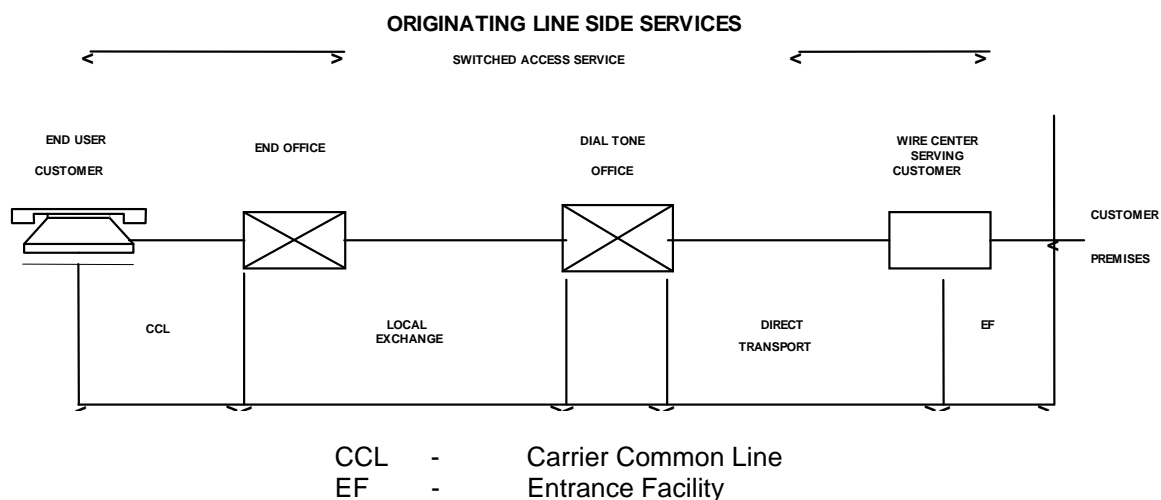 ORIGINATING LINE SIDE SERVICES
SWITCHED ACCESS SERVICE
END USER
CUSTOMER
END OFFICE
DIAL TONE
OFFICE
WIRE CENTER
SERVING
CUSTOMER
CUSTOMER
PREMISES
CCL
LOCAL
EXCHANGE
DIRECT
TRANSPORT
EF
CCL - Carrier Common Line
EF - Entrance Facility